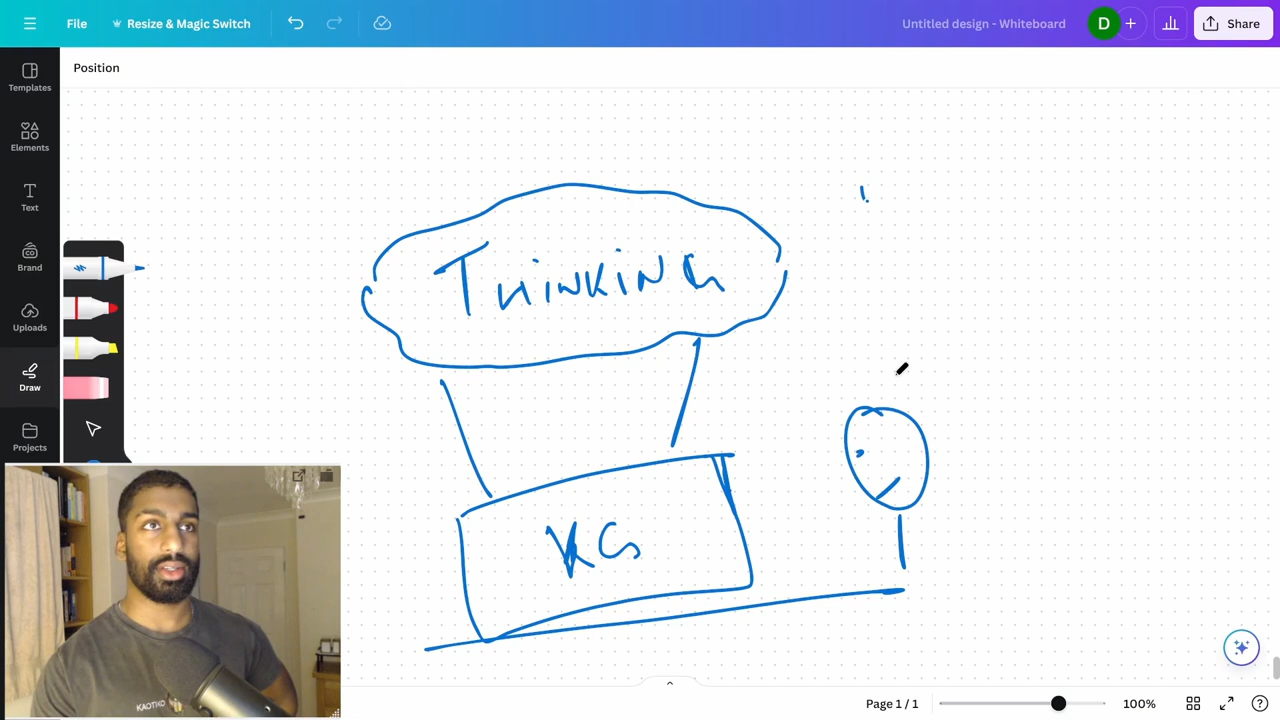 File
Resize & Magic Switch
Untitled design - Whiteboard
D
Share
Position
Templates
Elements
Text
Brand
Uploads
Draw
Projects
Thinking
KG
KAOTIKO
Page 1 / 1
100%